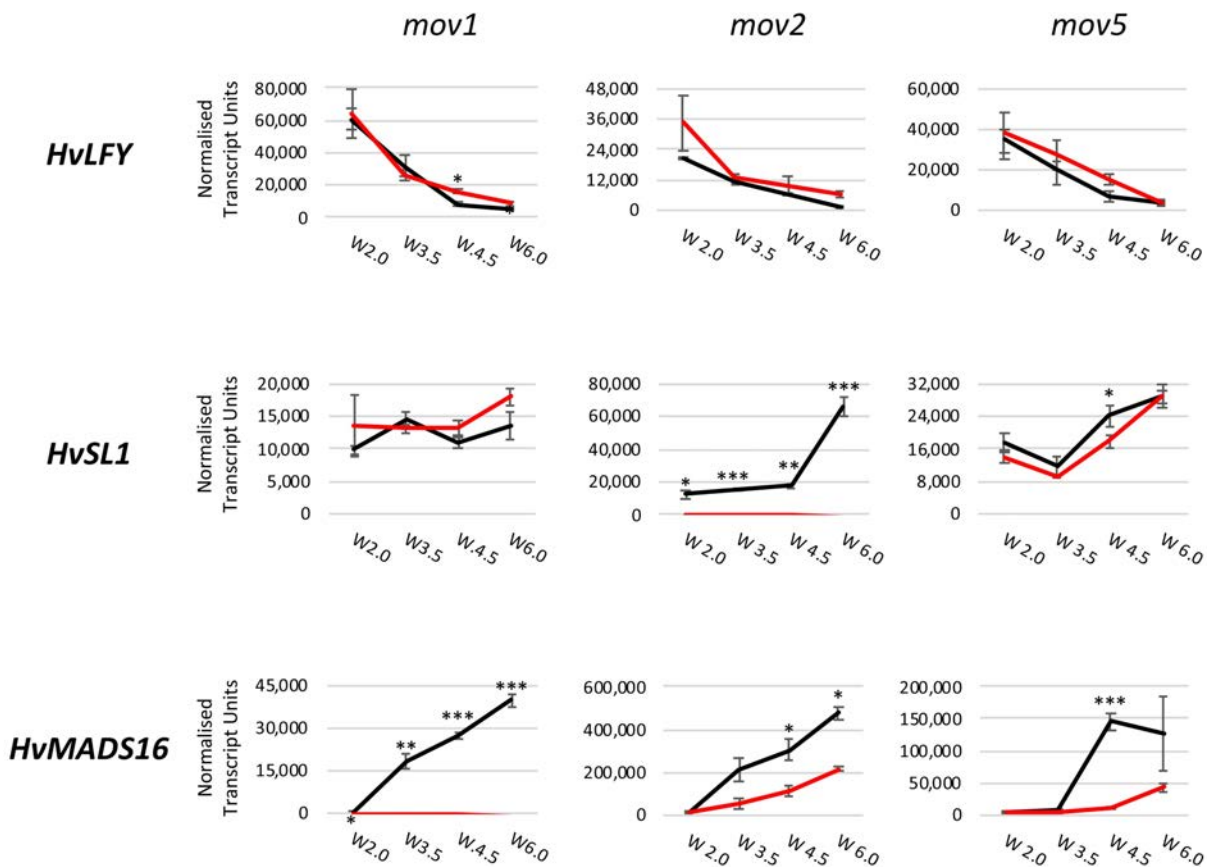 mov1 mov2 mov5
HvLFY
Normalised
Transcript Units
80,000
60,000
40,000
20,000
0
*
*
W2.0 W3.5 W.4.5 W6.0
48,000
36,000
24,000
12,000
0
W 2.0 W 3.5 W 4.5 W 6.0
60,000
40,000
20,000
0
W 2.0 W 3.5 W 4.5 W 6.0
HvSL1
Normalised
Transcript Units
20,000
15,000
10,000
5,000
0
W2.0 W3.5 W.4.5 W6.0
80,000
60,000
40,000
20,000
0
* *** ** ***
W 2.0 W 3.5 W 4.5 W 6.0
32,000
24,000
16,000
8,000
0
*
W 2.0 W 3.5 W 4.5 W 6.0
HvMADS16
Normalised
Transcript Units
45,000
30,000
15,000
0
* ** *** ***
W2.0 W3.5 W.4.5 W6.0
600,000
400,000
200,000
0
* *
W 2.0 W 3.5 W 4.5 W 6.0
200,000
150,000
100,000
50,000
0
***
W 2.0 W 3.5 W 4.5 W 6.0